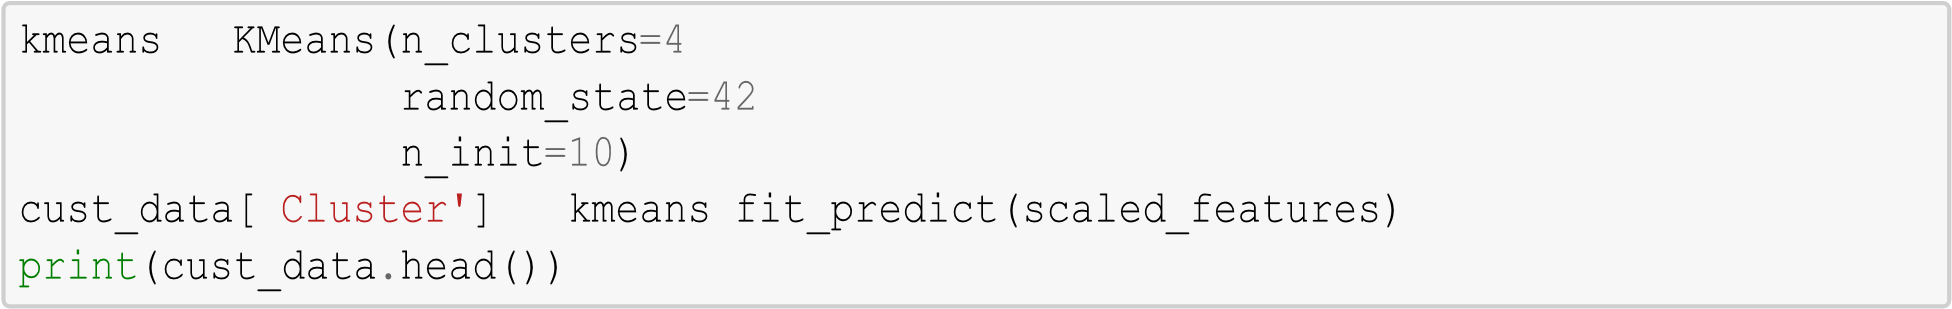 kmeans   KMeans(n_clusters=4
                random_state=42
                n_init=10)
cust_data[ Cluster']   kmeans fit_predict(scaled_features)
print(cust_data.head())